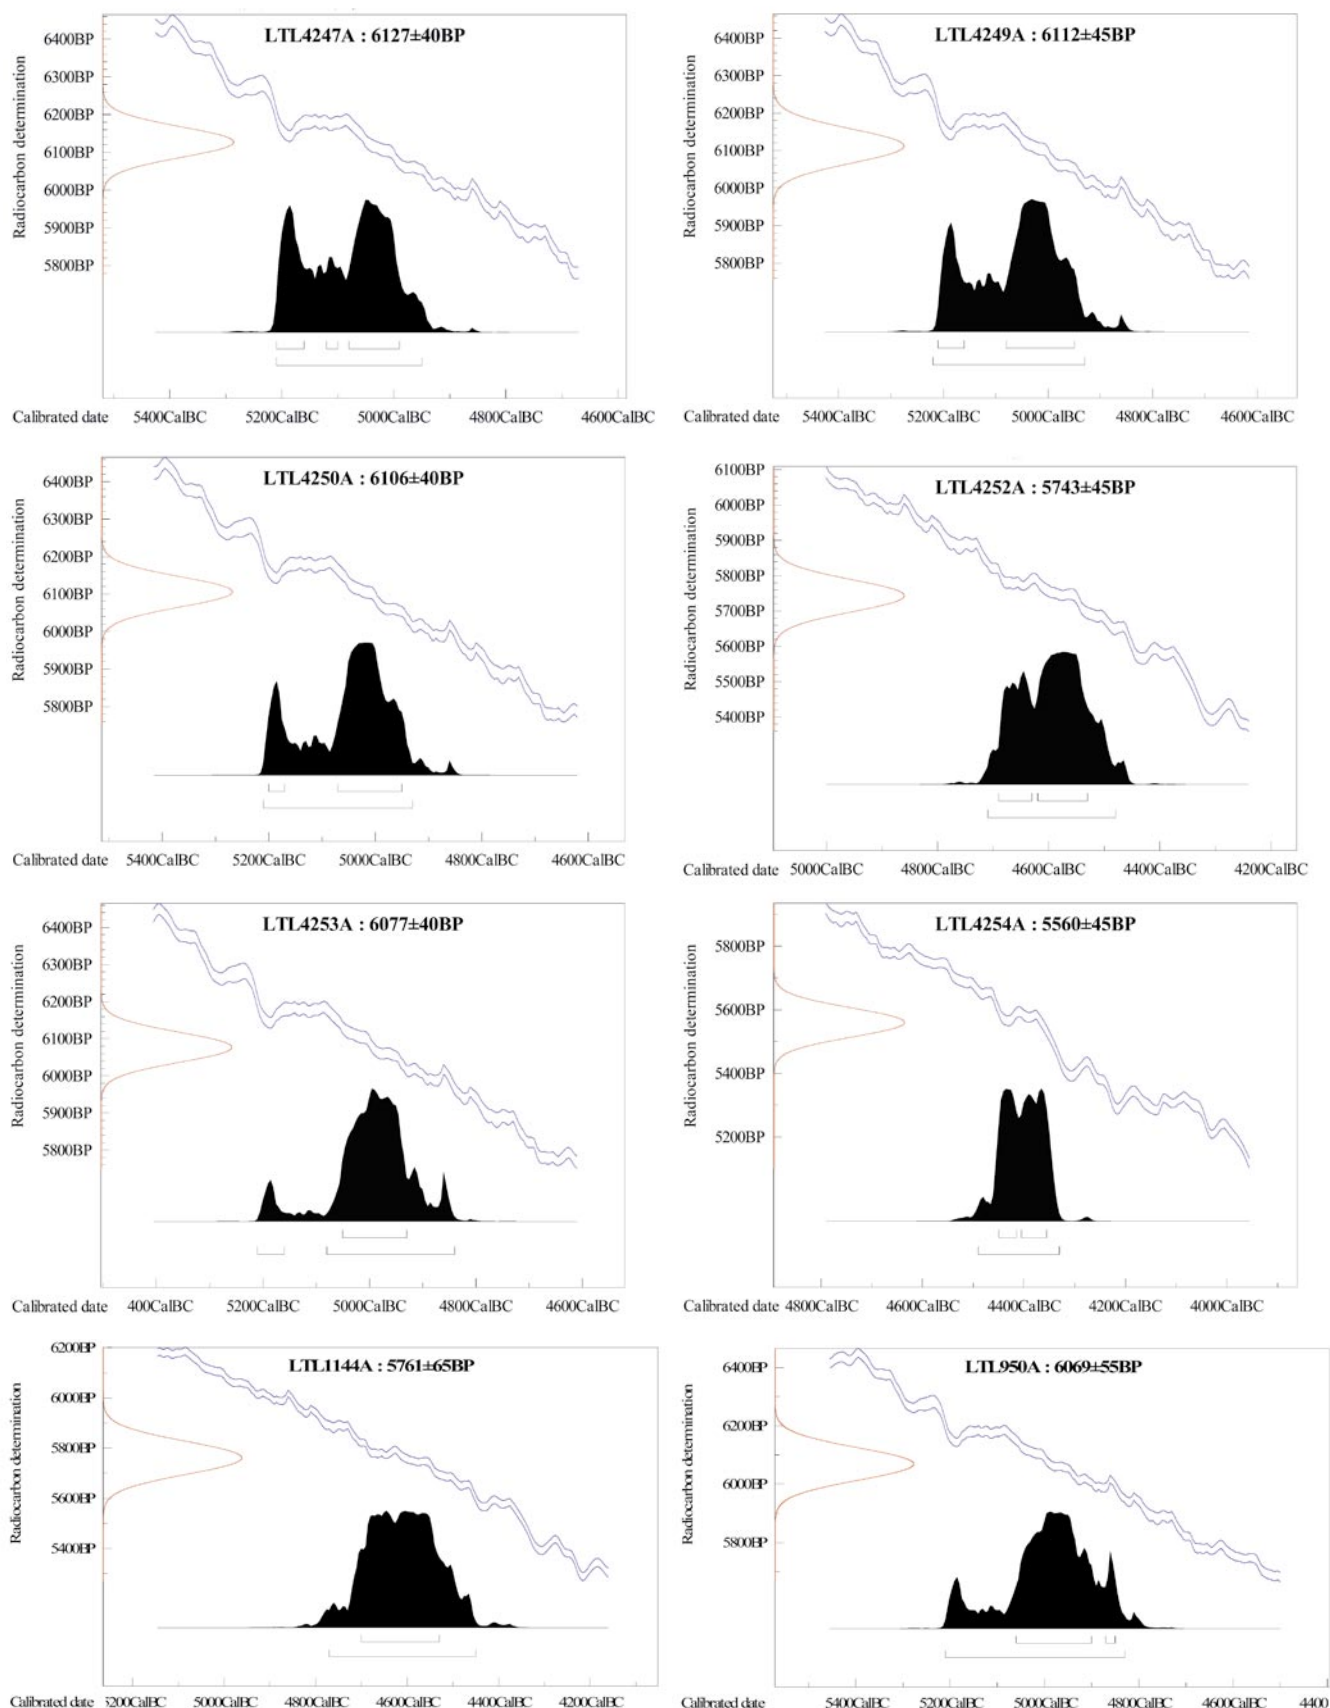 LTL4247A : 6127±40BP
Radiocarbon determination
6400BP
6300BP
6200BP
6100BP
6000BP
5900BP
5800BP
Calibrated date 5400CalBC 5200CalBC 5000CalBC 4800CalBC 4600CalBC
LTL4249A : 6112±45BP
Radiocarbon determination
6400BP
6300BP
6200BP
6100BP
6000BP
5900BP
5800BP
Calibrated date 5400CalBC 5200CalBC 5000CalBC 4800CalBC 4600CalBC
LTL4250A : 6106±40BP
Radiocarbon determination
6400BP
6300BP
6200BP
6100BP
6000BP
5900BP
5800BP
Calibrated date 5400CalBC 5200CalBC 5000CalBC 4800CalBC 4600CalBC
LTL4252A : 5743±45BP
Radiocarbon determination
6100BP
6000BP
5900BP
5800BP
5700BP
5600BP
5500BP
5400BP
Calibrated date 5000CalBC 4800CalBC 4600CalBC 4400CalBC 4200CalBC
LTL4253A : 6077±40BP
Radiocarbon determination
6400BP
6300BP
6200BP
6100BP
6000BP
5900BP
5800BP
Calibrated date 400CalBC 5200CalBC 5000CalBC 4800CalBC 4600CalBC
LTL4254A : 5560±45BP
Radiocarbon determination
5800BP
5600BP
5400BP
5200BP
Calibrated date 4800CalBC 4600CalBC 4400CalBC 4200CalBC 4000CalBC
LTL1144A : 5761±65BP
Radiocarbon determination
6200BP
6000BP
5800BP
5600BP
5400BP
Calibrated date 5200CalBC 5000CalBC 4800CalBC 4600CalBC 4400CalBC 4200CalBC
LTL950A : 6069±55BP
Radiocarbon determination
6400BP
6200BP
6000BP
5800BP
Calibrated date 5400CalBC 5200CalBC 5000CalBC 4800CalBC 4600CalBC 4400